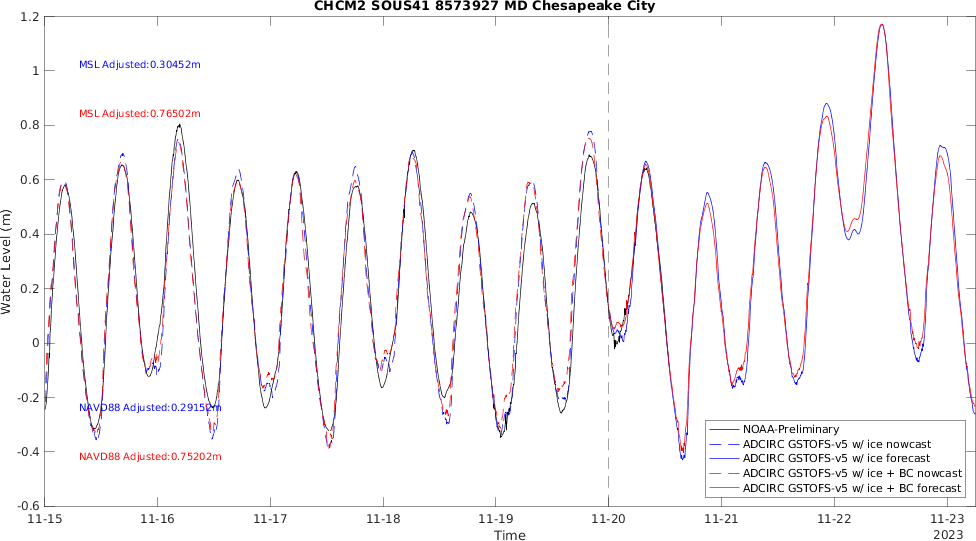 CHCM2 SOUS41 8573927 MD Chesapeake City
1.2
1
0.8
0.6
0.4
0.2
0
-0.2
-0.4
-0.6
Water Level (m)
MSL Adjusted:0.30452m
MSL Adjusted:0.76502m
NAVD88 Adjusted:0.29152m
NAVD88 Adjusted:0.75202m
NOAA-Preliminary
ADCIRC GSTOFS-v5 w/ ice nowcast
ADCIRC GSTOFS-v5 w/ ice forecast
ADCIRC GSTOFS-v5 w/ ice + BC nowcast
ADCIRC GSTOFS-v5 w/ ice + BC forecast
11-15 11-16 11-17 11-18 11-19 11-20 11-21 11-22 11-23
Time
2023